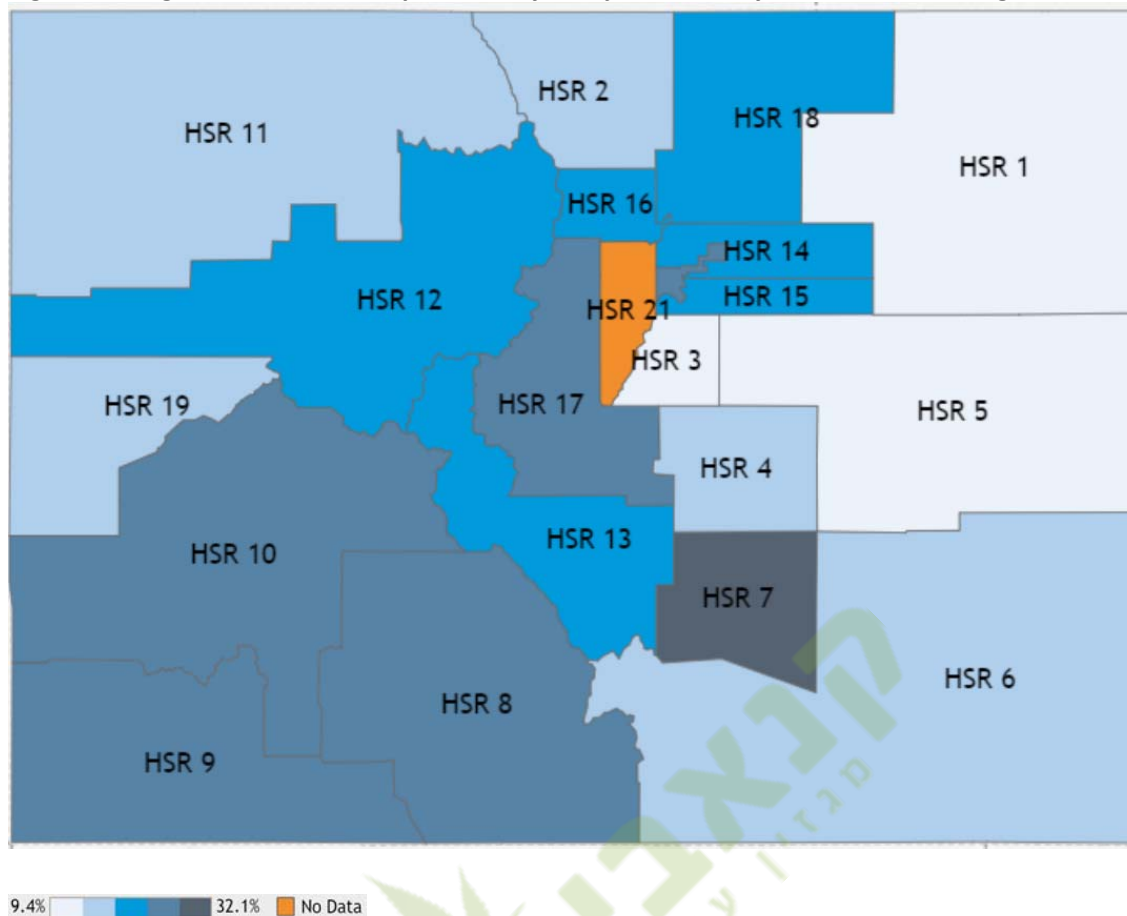 HSR 2
HSR 18
HSR 11
HSR 1
HSR 16
HSR 14
HSR 12
HSR 15
HSR 21
HSR 3
HSR 19
HSR 17
HSR 5
HSR 4
HSR 13
HSR 10
HSR 7
HSR 6
HSR 8
HSR 9
קנאביס
מגזין
9.4% 32.1% No Data